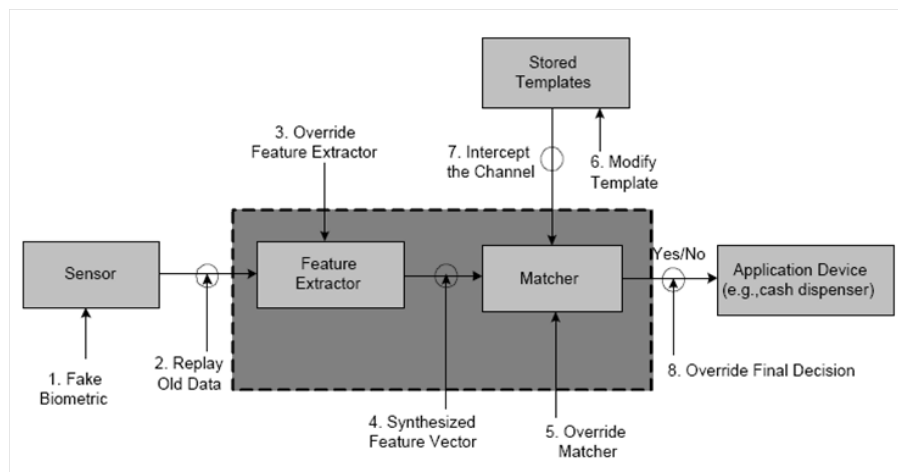 Stored
Templates
3. Override
Feature Extractor
7. Intercept
the Channel
6. Modify
Template
Sensor
Feature
Extractor
Matcher
Yes/No
Application Device
(e.g.,cash dispenser)
1. Fake
Biometric
2. Replay
Old Data
4. Synthesized
Feature Vector
5. Override
Matcher
8. Override Final Decision